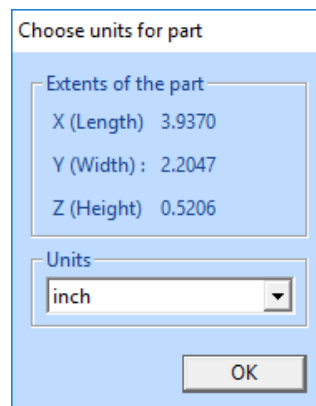 Choose units for part
Extents of the part
X (Length) 3.9370
Y (Width) : 2.2047
Z (Height) 0.5206
Units
inch
OK